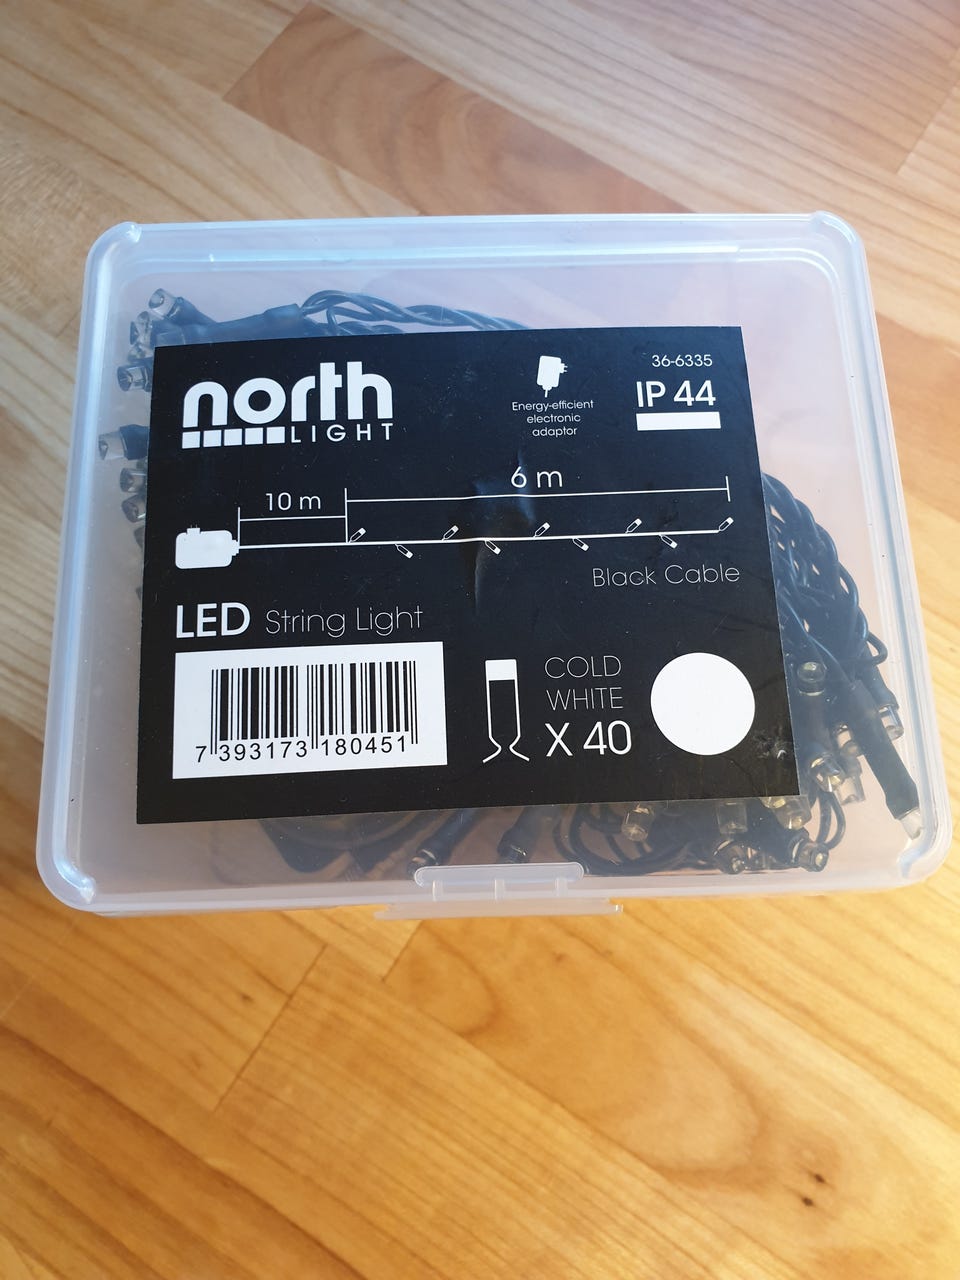 north
LIGHT
Energy-efficient
electronic
adaptor
36-6335
IP 44
10 m
6 m
Black Cable
LED String Light
7 393173 180451
COLD
WHITE
X 40